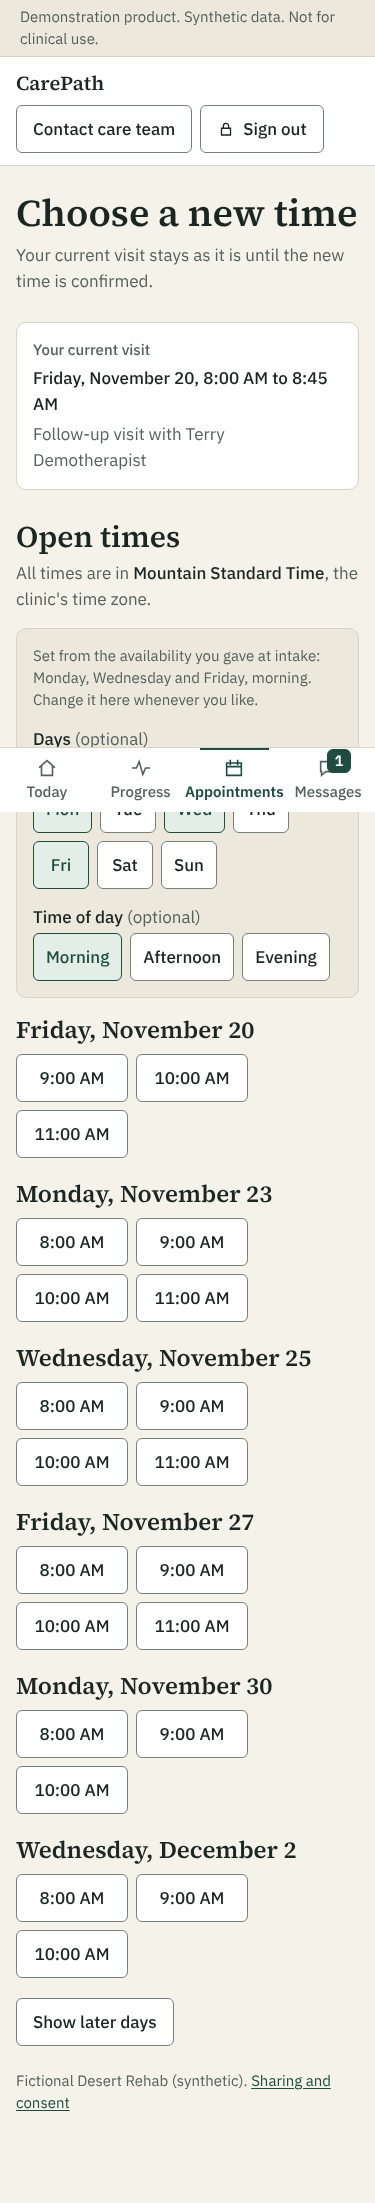 Demonstration product. Synthetic data. Not for
clinical use.
CarePath
Contact care team
Sign out
Choose a new time
Your current visit stays as it is until the new
time is confirmed.
Your current visit
Friday, November 20, 8:00 AM to 8:45
AM
Follow-up visit with Terry
Demotherapist
Open times
All times are in Mountain Standard Time, the
clinic's time zone.
Set from the availability you gave at intake:
Monday, Wednesday and Friday, morning.
Change it here whenever you like.
Days (optional)
1
Today Progress Appointments Messages
Mon Tue Wed Thu
Fri Sat Sun
Time of day (optional)
Morning Afternoon Evening
Friday, November 20
9:00 AM 10:00 AM
11:00 AM
Monday, November 23
8:00 AM 9:00 AM
10:00 AM 11:00 AM
Wednesday, November 25
8:00 AM 9:00 AM
10:00 AM 11:00 AM
Friday, November 27
8:00 AM 9:00 AM
10:00 AM 11:00 AM
Monday, November 30
8:00 AM 9:00 AM
10:00 AM
Wednesday, December 2
8:00 AM 9:00 AM
10:00 AM
Show later days
Fictional Desert Rehab (synthetic). Sharing and
consent